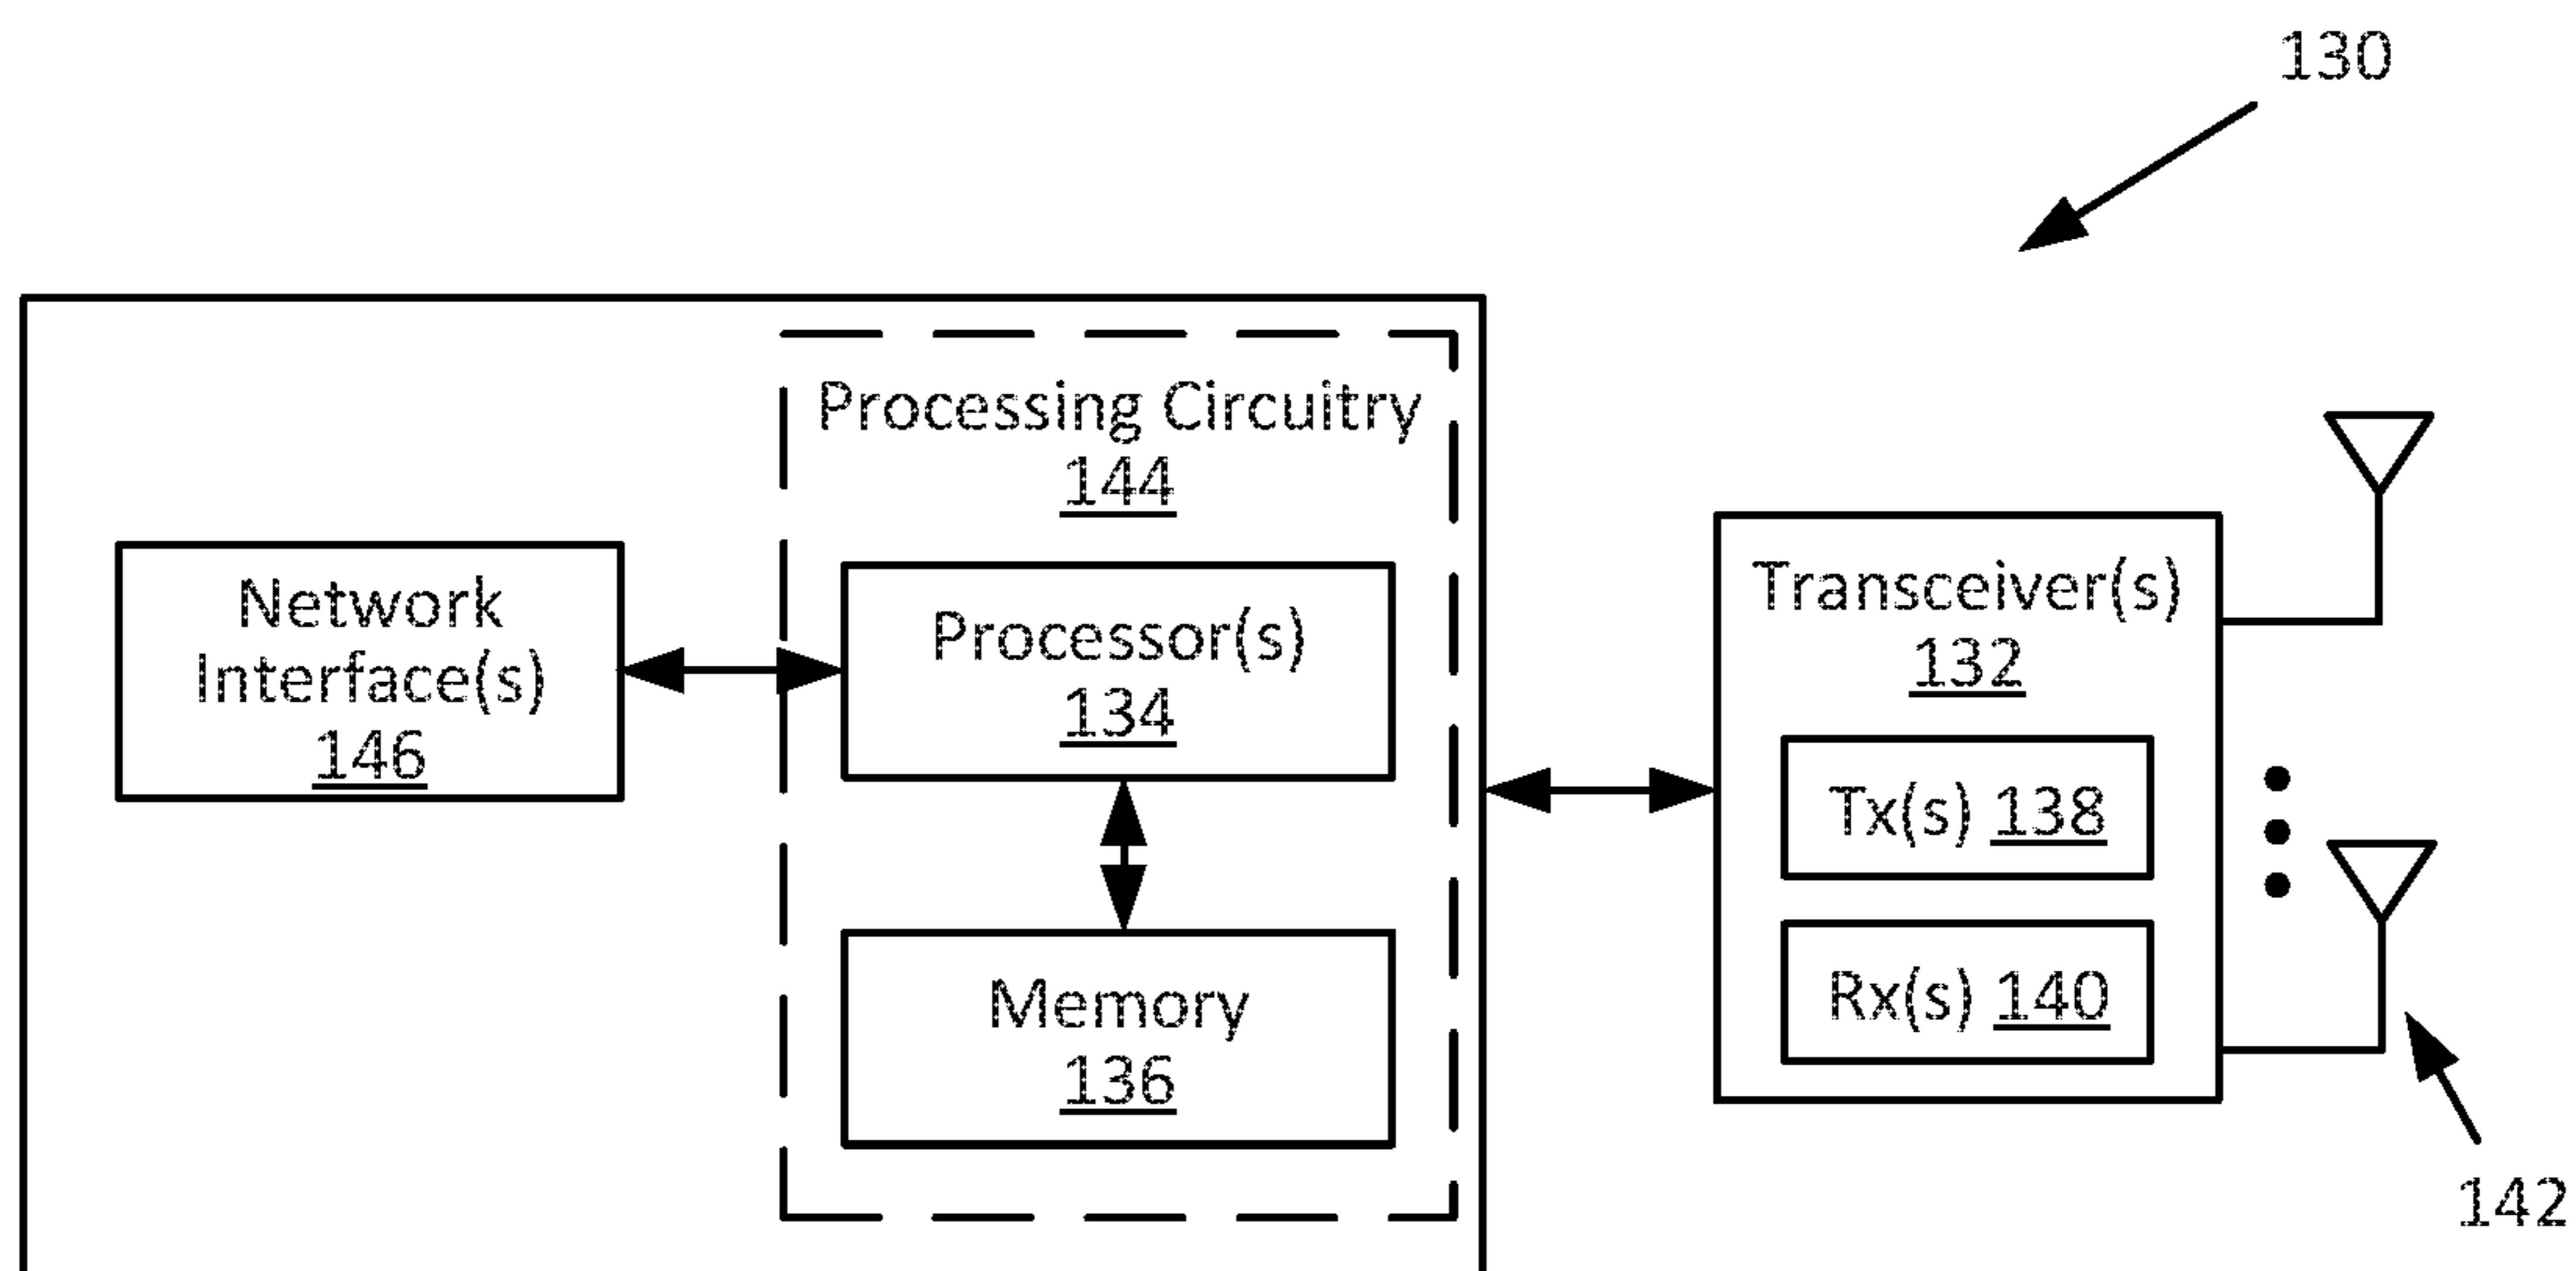 130
Processing Circuitry
144
Network
Interface(s)
146
Processor(s)
134
Memory
136
Transceiver(s)
132
Tx(s) 138
Rx(s) 140
142